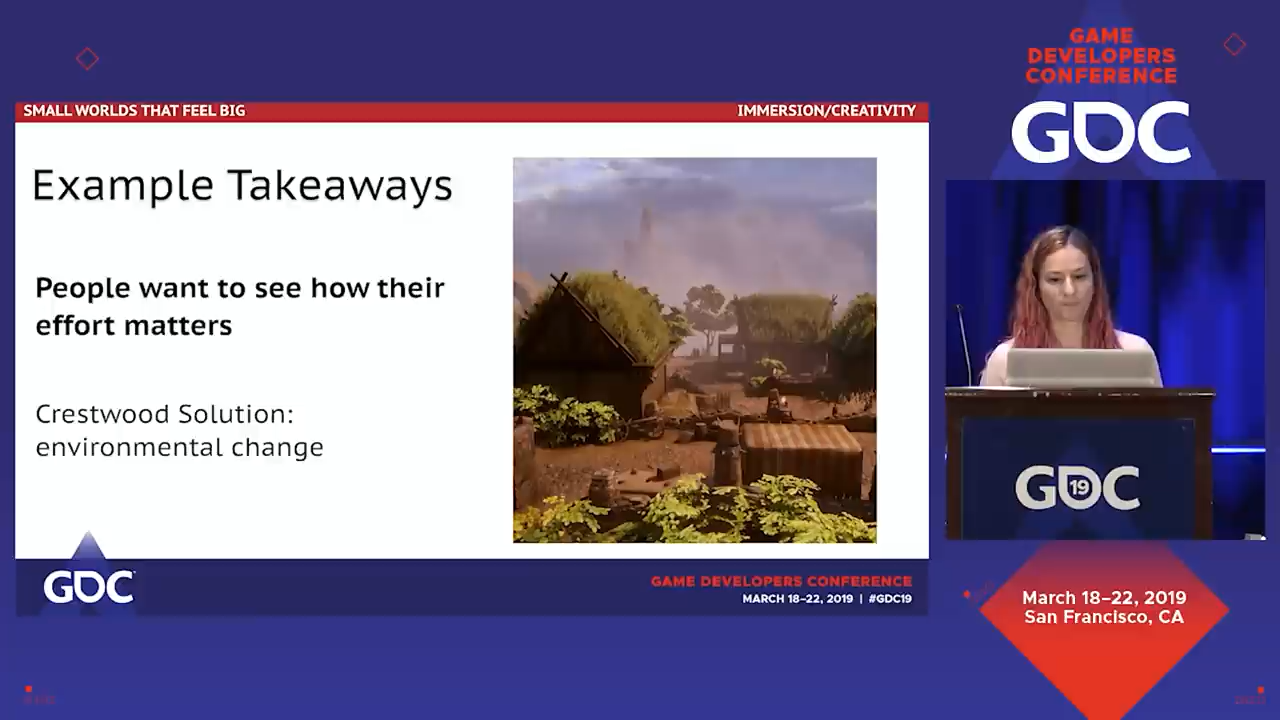 GAME
DEVELOPERS
CONFERENCE
GDC
SMALL WORLDS THAT FEEL BIG
IMMERSION/CREATIVITY
Example Takeaways
People want to see how their
effort matters
Crestwood Solution:
environmental change
GDC
GAME DEVELOPERS CONFERENCE
MARCH 18–22, 2019 | #GDC19
GDC
19
March 18–22, 2019
San Francisco, CA